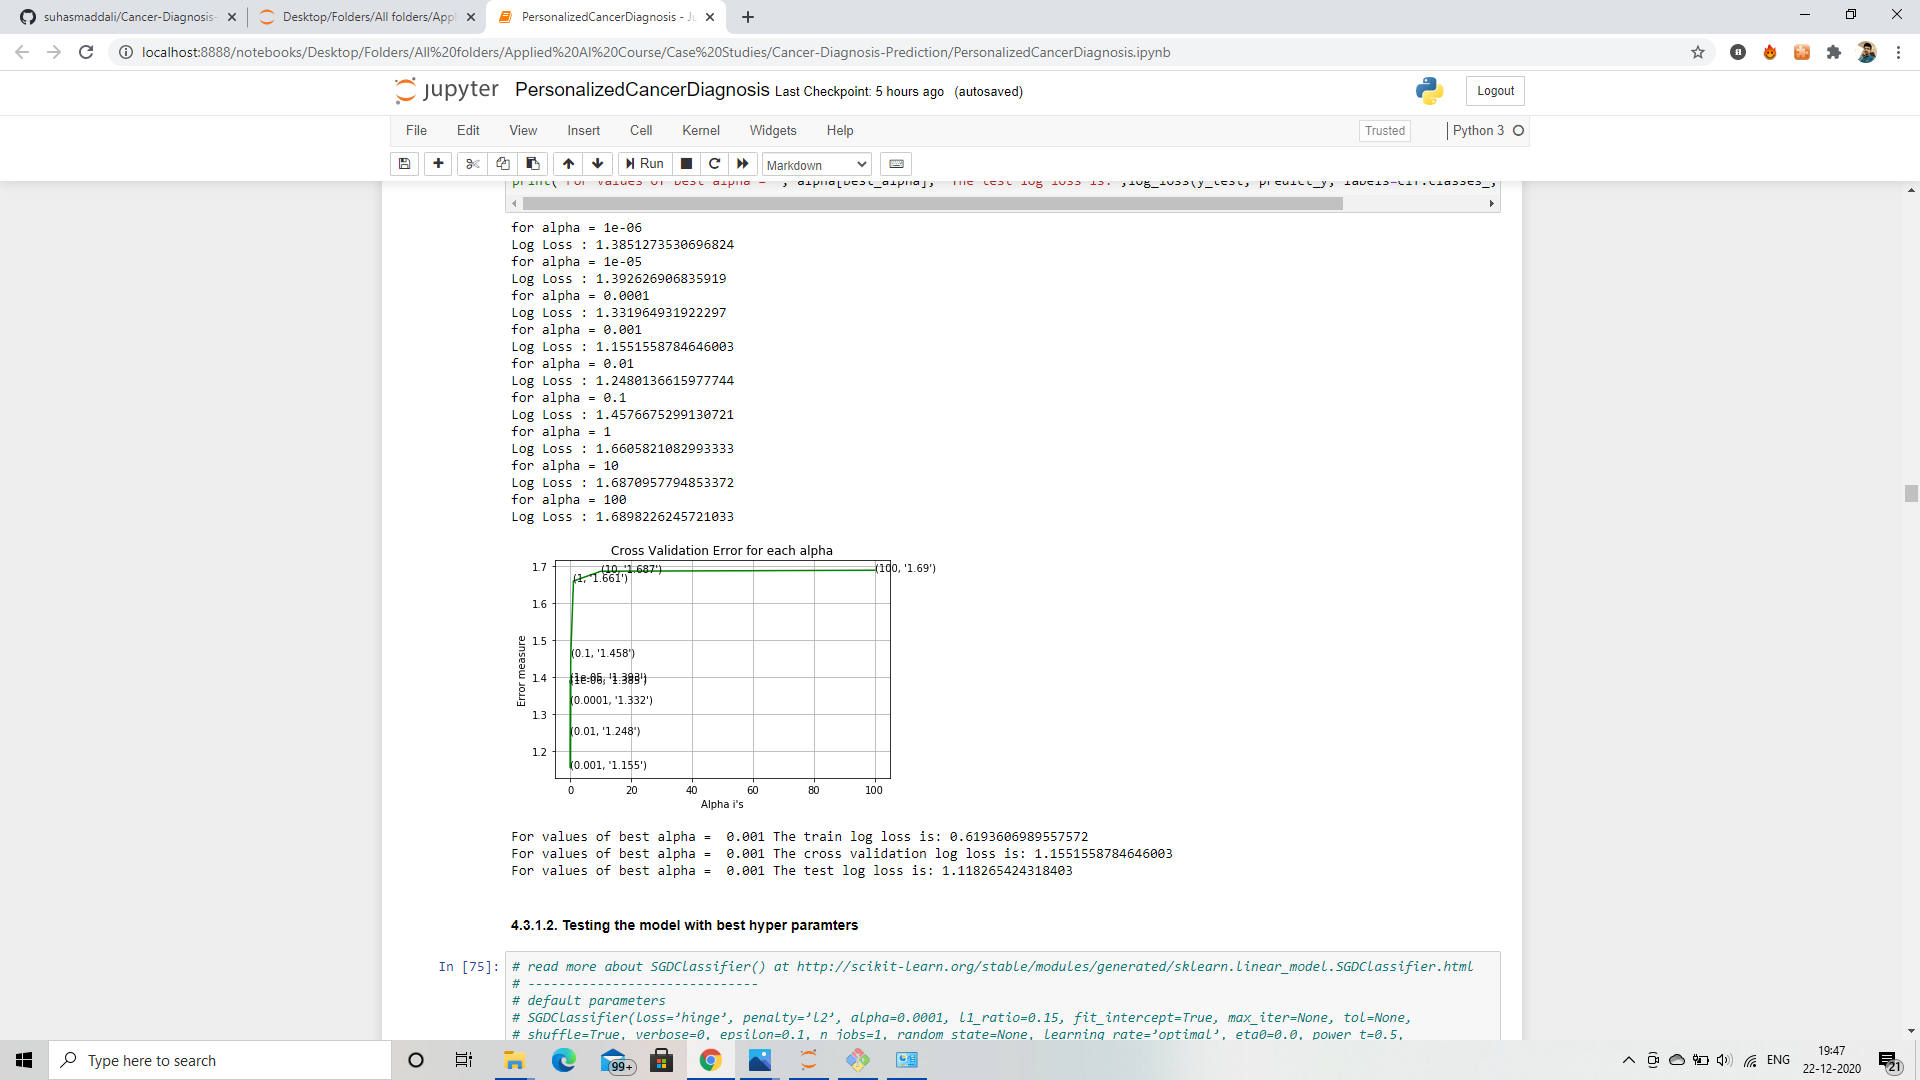 suhasmaddali/Cancer-Diagnosis-
Desktop/Folders/All folders/Appl
PersonalizedCancerDiagnosis - Ju
localhost:8888/notebooks/Desktop/Folders/All%20folders/Applied%20AI%20Course/Case%20Studies/Cancer-Diagnosis-Prediction/PersonalizedCancerDiagnosis.ipynb
jupyter PersonalizedCancerDiagnosis Last Checkpoint: 5 hours ago (autosaved)
Logout
File Edit View Insert Cell Kernel Widgets Help
Trusted
Python 3
Run
Markdown
print('For values of best alpha = ', alpha[best_alpha], "The test log loss is:",log_loss(y_test, predict_y, labels=clf.classes_,
for alpha = 1e-06
Log Loss : 1.3851273530696824
for alpha = 1e-05
Log Loss : 1.392626906835919
for alpha = 0.0001
Log Loss : 1.331964931922297
for alpha = 0.001
Log Loss : 1.1551558784646003
for alpha = 0.01
Log Loss : 1.2480136615977744
for alpha = 0.1
Log Loss : 1.4576675299130721
for alpha = 1
Log Loss : 1.6605821082993333
for alpha = 10
Log Loss : 1.6870957794853372
for alpha = 100
Log Loss : 1.6898226245721033
Cross Validation Error for each alpha
1.7
(10, '1.687')
(100, '1.69')
(1, '1.661')
1.6
1.5
(0.1, '1.458')
1.4
(1e-05, '1.393')
(1e-06, '1.385')
(0.0001, '1.332')
1.3
(0.01, '1.248')
1.2
(0.001, '1.155')
Error measure
0 20 40 60 80 100
Alpha i's
For values of best alpha =  0.001 The train log loss is: 0.6193606989557572
For values of best alpha =  0.001 The cross validation log loss is: 1.1551558784646003
For values of best alpha =  0.001 The test log loss is: 1.118265424318403
4.3.1.2. Testing the model with best hyper paramters
In [75]:
# read more about SGDClassifier() at http://scikit-learn.org/stable/modules/generated/sklearn.linear_model.SGDClassifier.html
# ------------------------------
# default parameters
# SGDClassifier(loss='hinge', penalty='l2', alpha=0.0001, l1_ratio=0.15, fit_intercept=True, max_iter=None, tol=None,
# shuffle=True, verbose=0, epsilon=0.1, n_jobs=1, random_state=None, learning_rate='optimal', eta0=0.0, power_t=0.5,
Type here to search
99+
ENG
19:47
22-12-2020
21